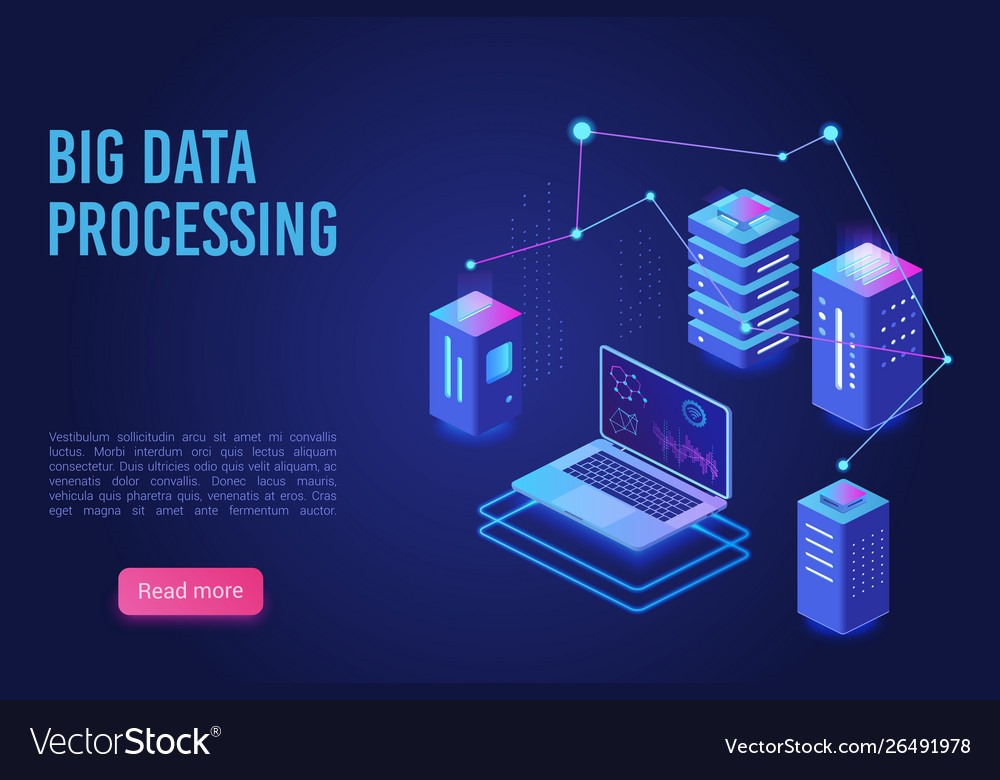 BIG DATA
PROCESSING
Vestibulum sollicitudin arcu sit amet mi convallis
luctus. Morbi interdum orci quis lectus aliquam
consectetur. Duis ultricies odio quis velit aliquam, ac
venenatis dolor convallis. Donec lacus mauris,
vehicula quis pharetra quis, venenatis at eros. Cras
eget magna sit amet ante fermentum auctor.
Read more
VectorStock®
VectorStock.com/26491978